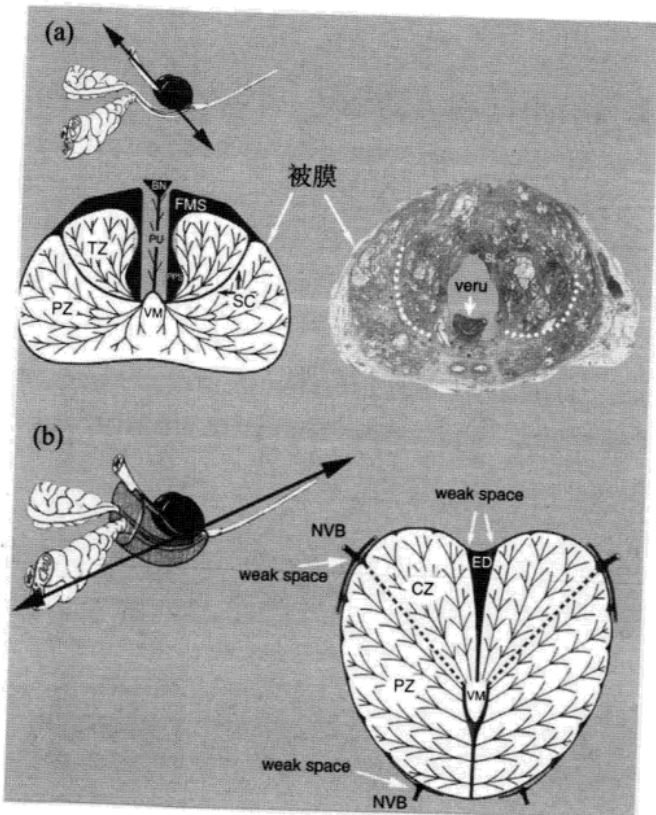 (a)
被膜
BN
FMS
TZ
PU
PPS
SC
PZ
VM
veru
(b)
weak space
NVB
ED
weak space
CZ
PZ
VM
weak space
NVB